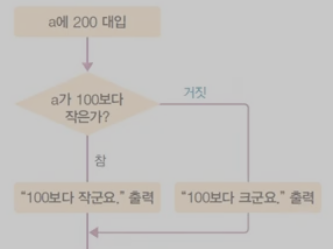 a에 200 대입
a가 100보다
작은가?
거짓
참
“100보다 작군요.” 출력
“100보다 크군요.” 출력